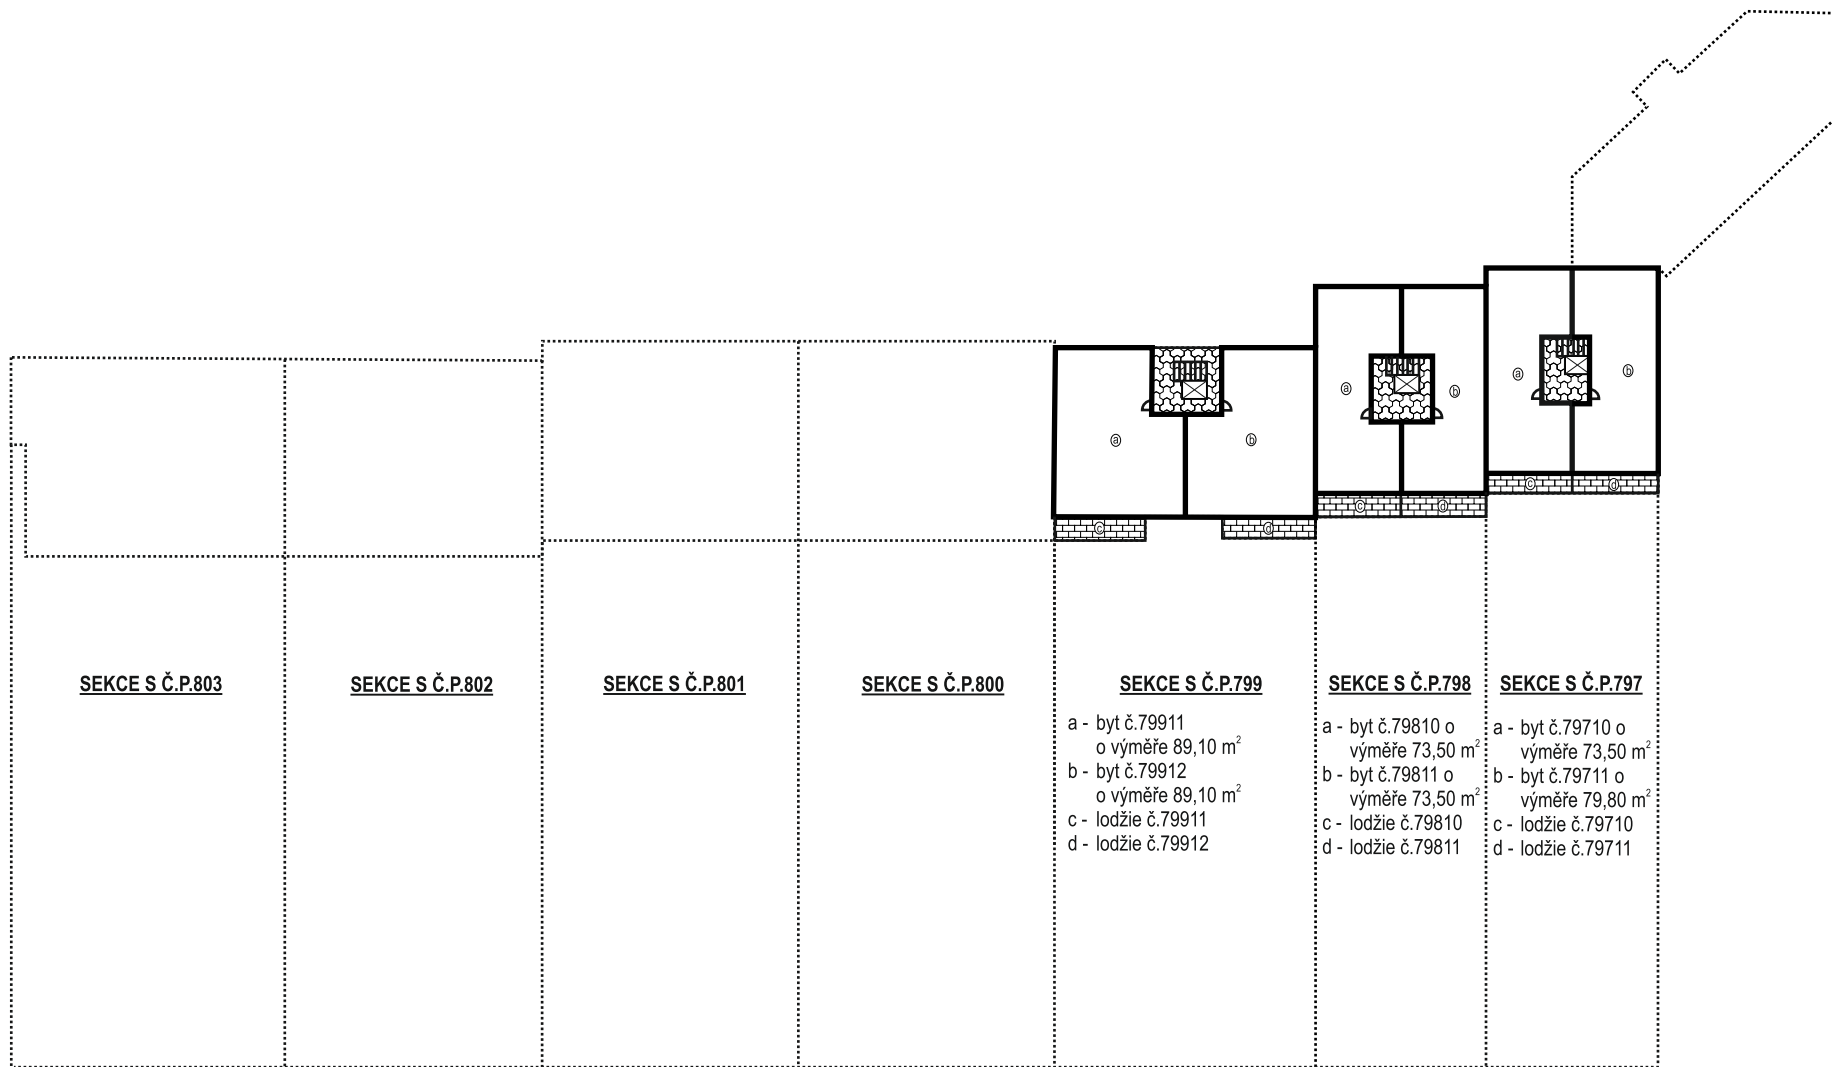 a
b
a
b
a
b
c
d
c
d
c
d
SEKCE S Č.P.803
SEKCE S Č.P.802
SEKCE S Č.P.801
SEKCE S Č.P.800
SEKCE S Č.P.799
a - byt č.79911
o výměře 89,10 m²
b - byt č.79912
o výměře 89,10 m²
c - lodžie č.79911
d - lodžie č.79912
SEKCE S Č.P.798
a - byt č.79810 o
výměře 73,50 m²
b - byt č.79811 o
výměře 73,50 m²
c - lodžie č.79810
d - lodžie č.79811
SEKCE S Č.P.797
a - byt č.79710 o
výměře 73,50 m²
b - byt č.79711 o
výměře 79,80 m²
c - lodžie č.79710
d - lodžie č.79711